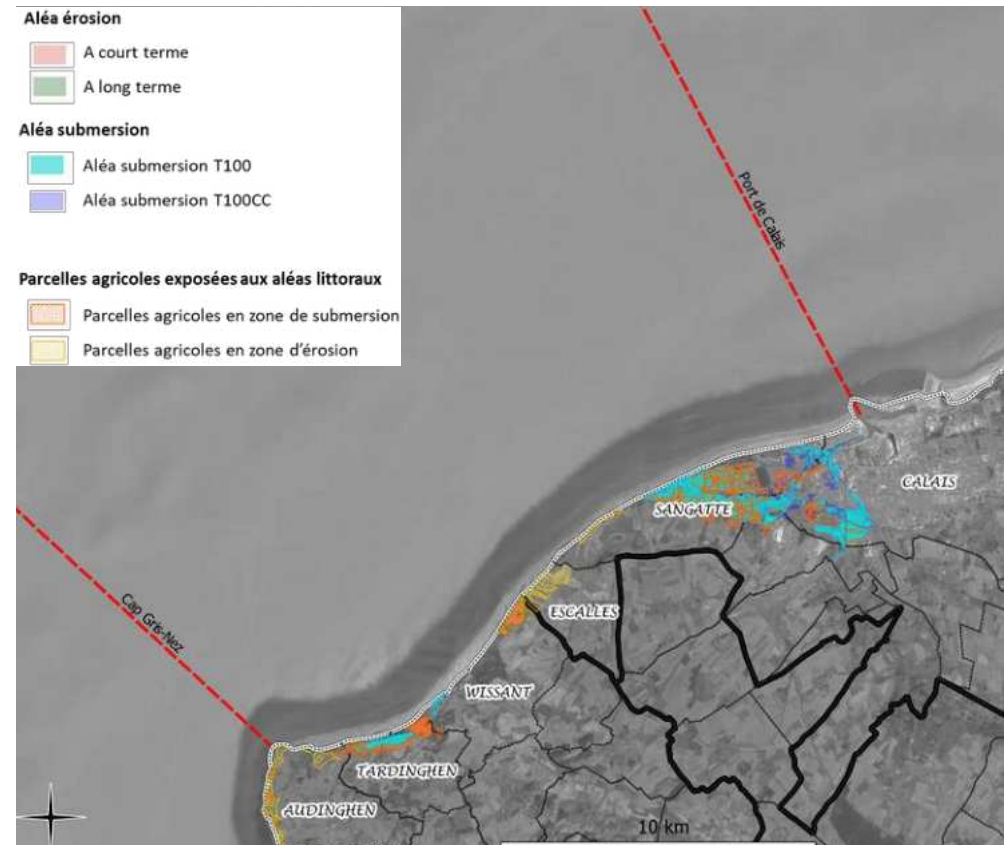 Aléa érosion
A court terme
A long terme
Aléa submersion
Aléa submersion T100
Aléa submersion T100CC
Parcelles agricoles exposées aux aléas littoraux
Parcelles agricoles en zone de submersion
Parcelles agricoles en zone d'érosion
Port de Calais
CALAIS
SANGATTE
ESCALLES
Cap Gris-Nez
WISSANT
TARDINGHEN
AUDINGHEN
10 km